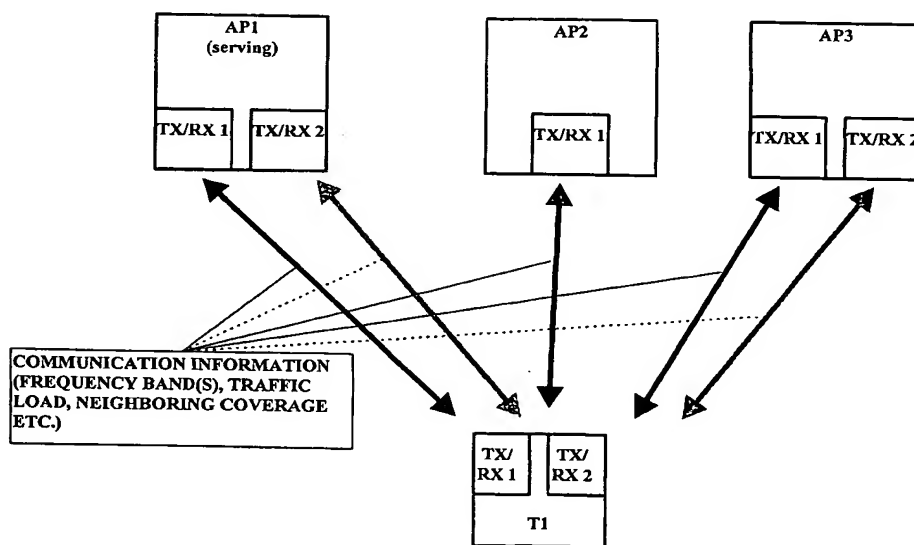 AP1
(serving)
TX/RX 1
TX/RX 2
AP2
TX/RX 1
AP3
TX/RX 1
TX/RX 2
COMMUNICATION INFORMATION
(FREQUENCY BAND(S), TRAFFIC
LOAD, NEIGHBORING COVERAGE
ETC.)
TX/
RX 1
TX/
RX 2
T1